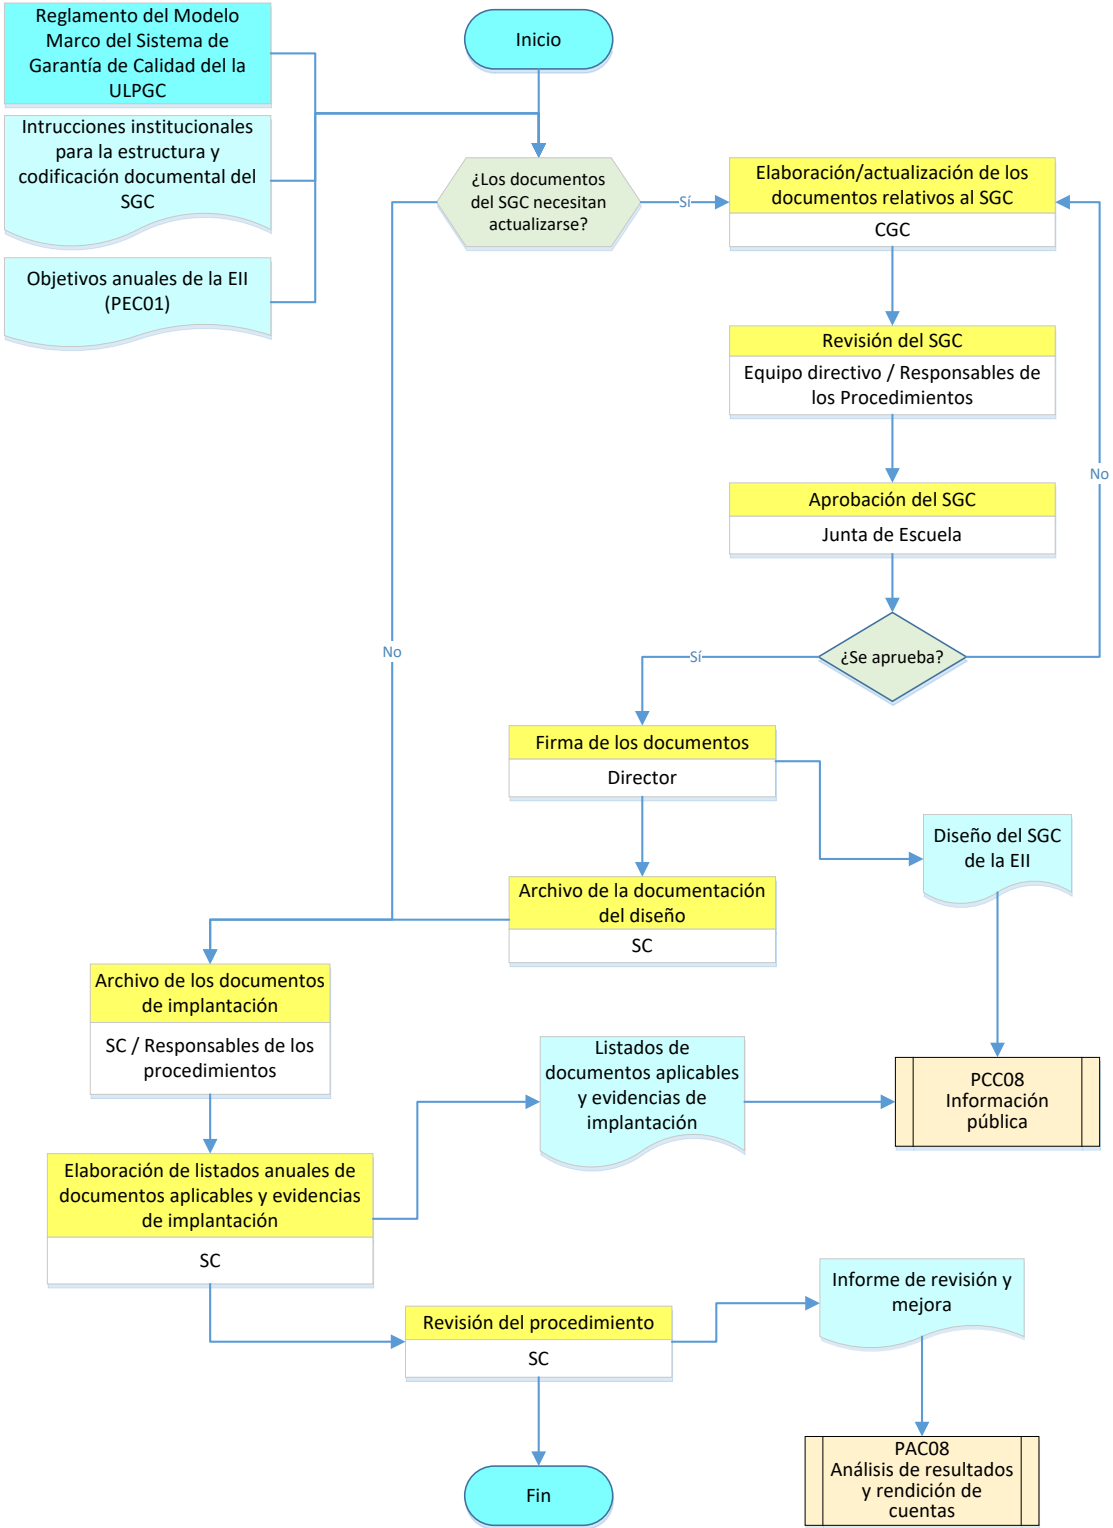 Reglamento del Modelo
Marco del Sistema de
Garantía de Calidad del la
ULPGC
Inicio
Intrucciones institucionales
para la estructura y
codificación documental del
SGC
Objetivos anuales de la EII
(PEC01)
¿Los documentos
del SGC necesitan
actualizarse?
Sí
Elaboración/actualización de los
documentos relativos al SGC
CGC
Revisión del SGC
Equipo directivo / Responsables de
los Procedimientos
Aprobación del SGC
Junta de Escuela
No
¿Se aprueba?
Sí
No
Firma de los documentos
Director
Diseño del SGC
de la EII
Archivo de la documentación
del diseño
SC
Archivo de los documentos
de implantación
SC / Responsables de los
procedimientos
Listados de
documentos aplicables
y evidencias de
implantación
PCC08
Información
pública
Elaboración de listados anuales de
documentos aplicables y evidencias
de implantación
SC
Informe de revisión y
mejora
Revisión del procedimiento
SC
PAC08
Análisis de resultados
y rendición de
cuentas
Fin